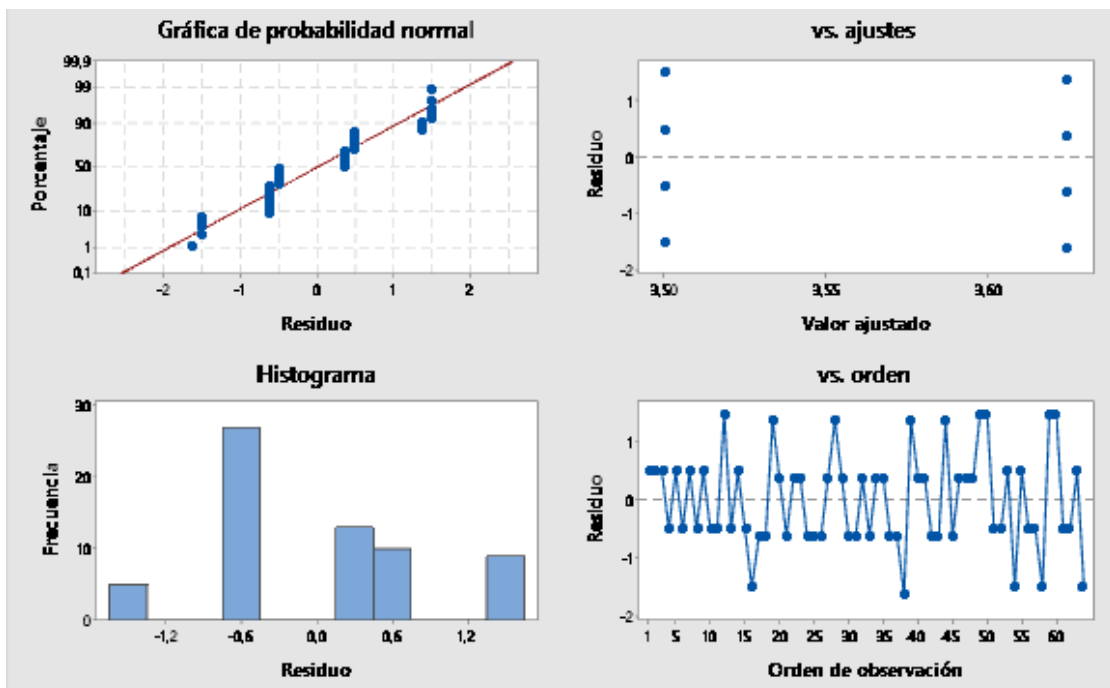 Gráfica de probabilidad normal
Porcentaje
99,9
99
90
50
10
1
0,1
-2 -1 0 1 2
Residuo
vs. ajustes
Residuo
1
0
-1
-2
3,50 3,55 3,60
Valor ajustado
Histograma
Frecuencia
30
20
10
0
-1,2 -0,6 0,0 0,6 1,2
Residuo
vs. orden
Residuo
1
0
-1
-2
1 5 10 15 20 25 30 35 40 45 50 55 60
Orden de observación